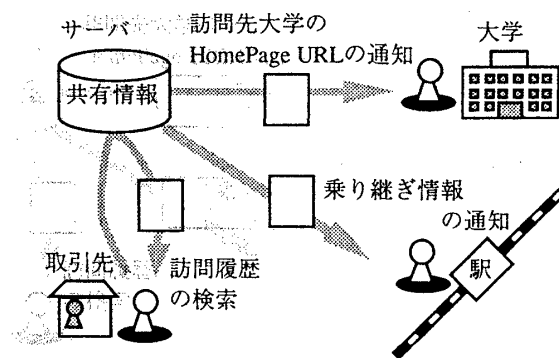 サーバ
共有情報
訪問先大学の
HomePage URLの通知
大学
乗り継ぎ情報
の通知
駅
取引先
訪問履歴
の検索